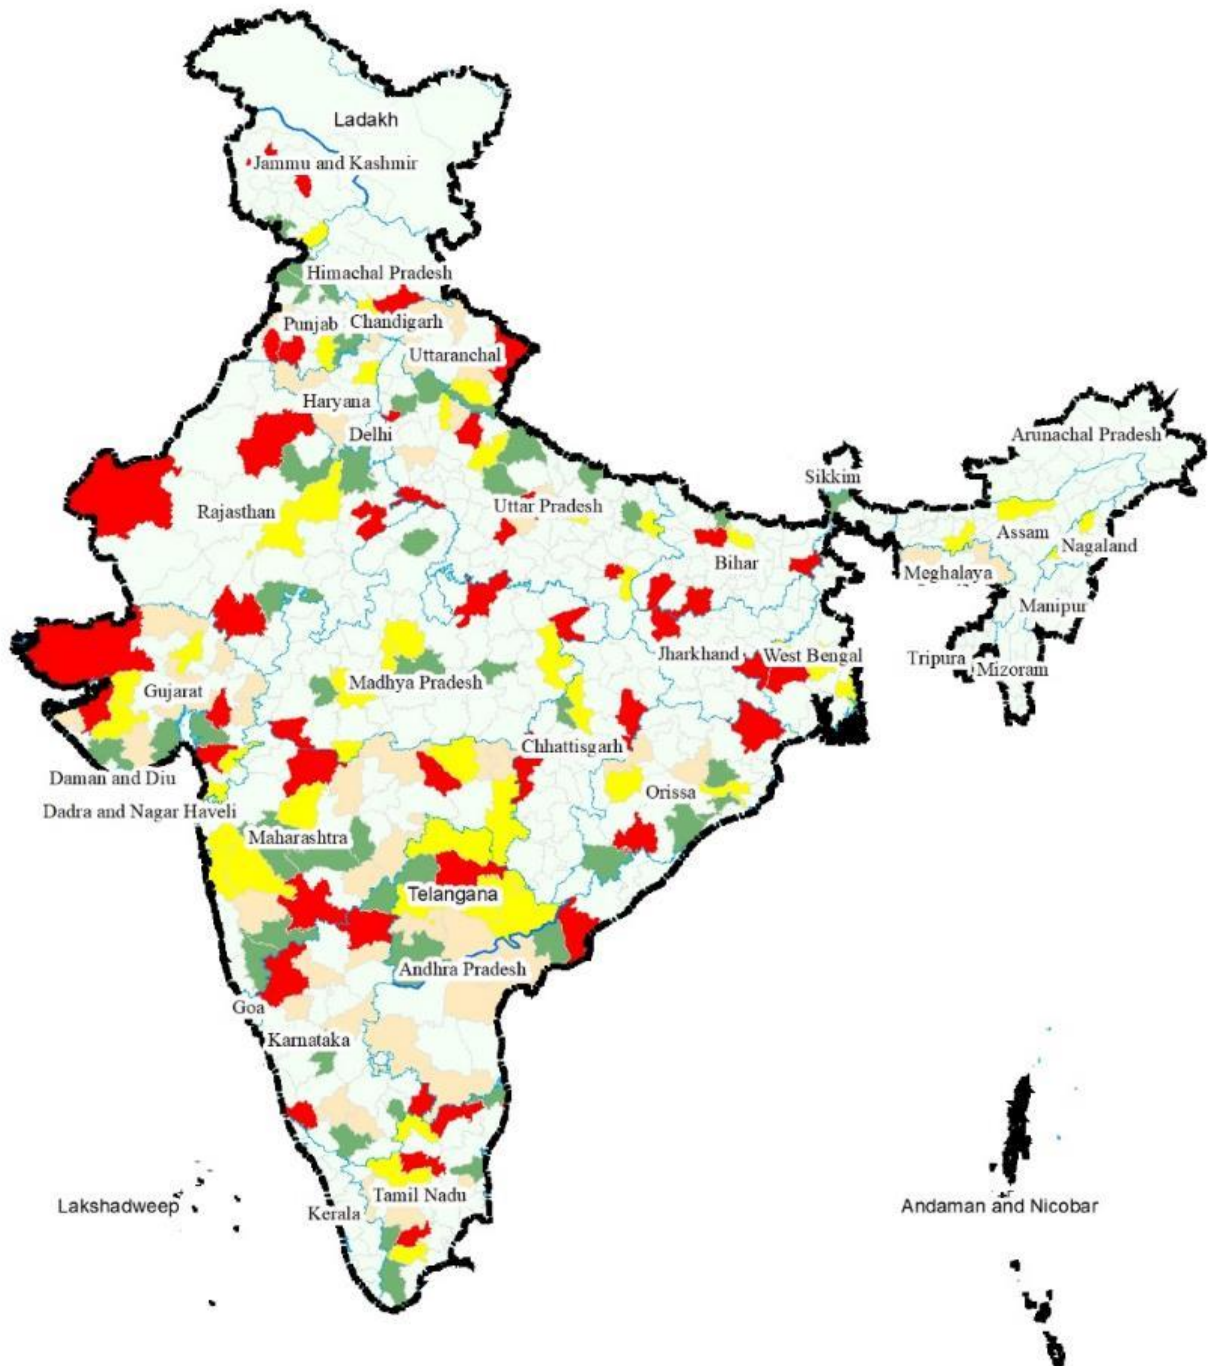 Ladakh
Jammu and Kashmir
Himachal Pradesh
Punjab
Chandigarh
Uttaranchal
Haryana
Delhi
Arunachal Pradesh
Sikkim
Rajasthan
Uttar Pradesh
Assam
Nagaland
Bihar
Meghalaya
Manipur
Jharkhand
West Bengal
Tripura
Mizoram
Gujarat
Madhya Pradesh
Chhattisgarh
Daman and Diu
Orissa
Dadra and Nagar Haveli
Maharashtra
Telangana
Andhra Pradesh
Goa
Karnataka
Lakshadweep
Tamil Nadu
Kerala
Andaman and Nicobar